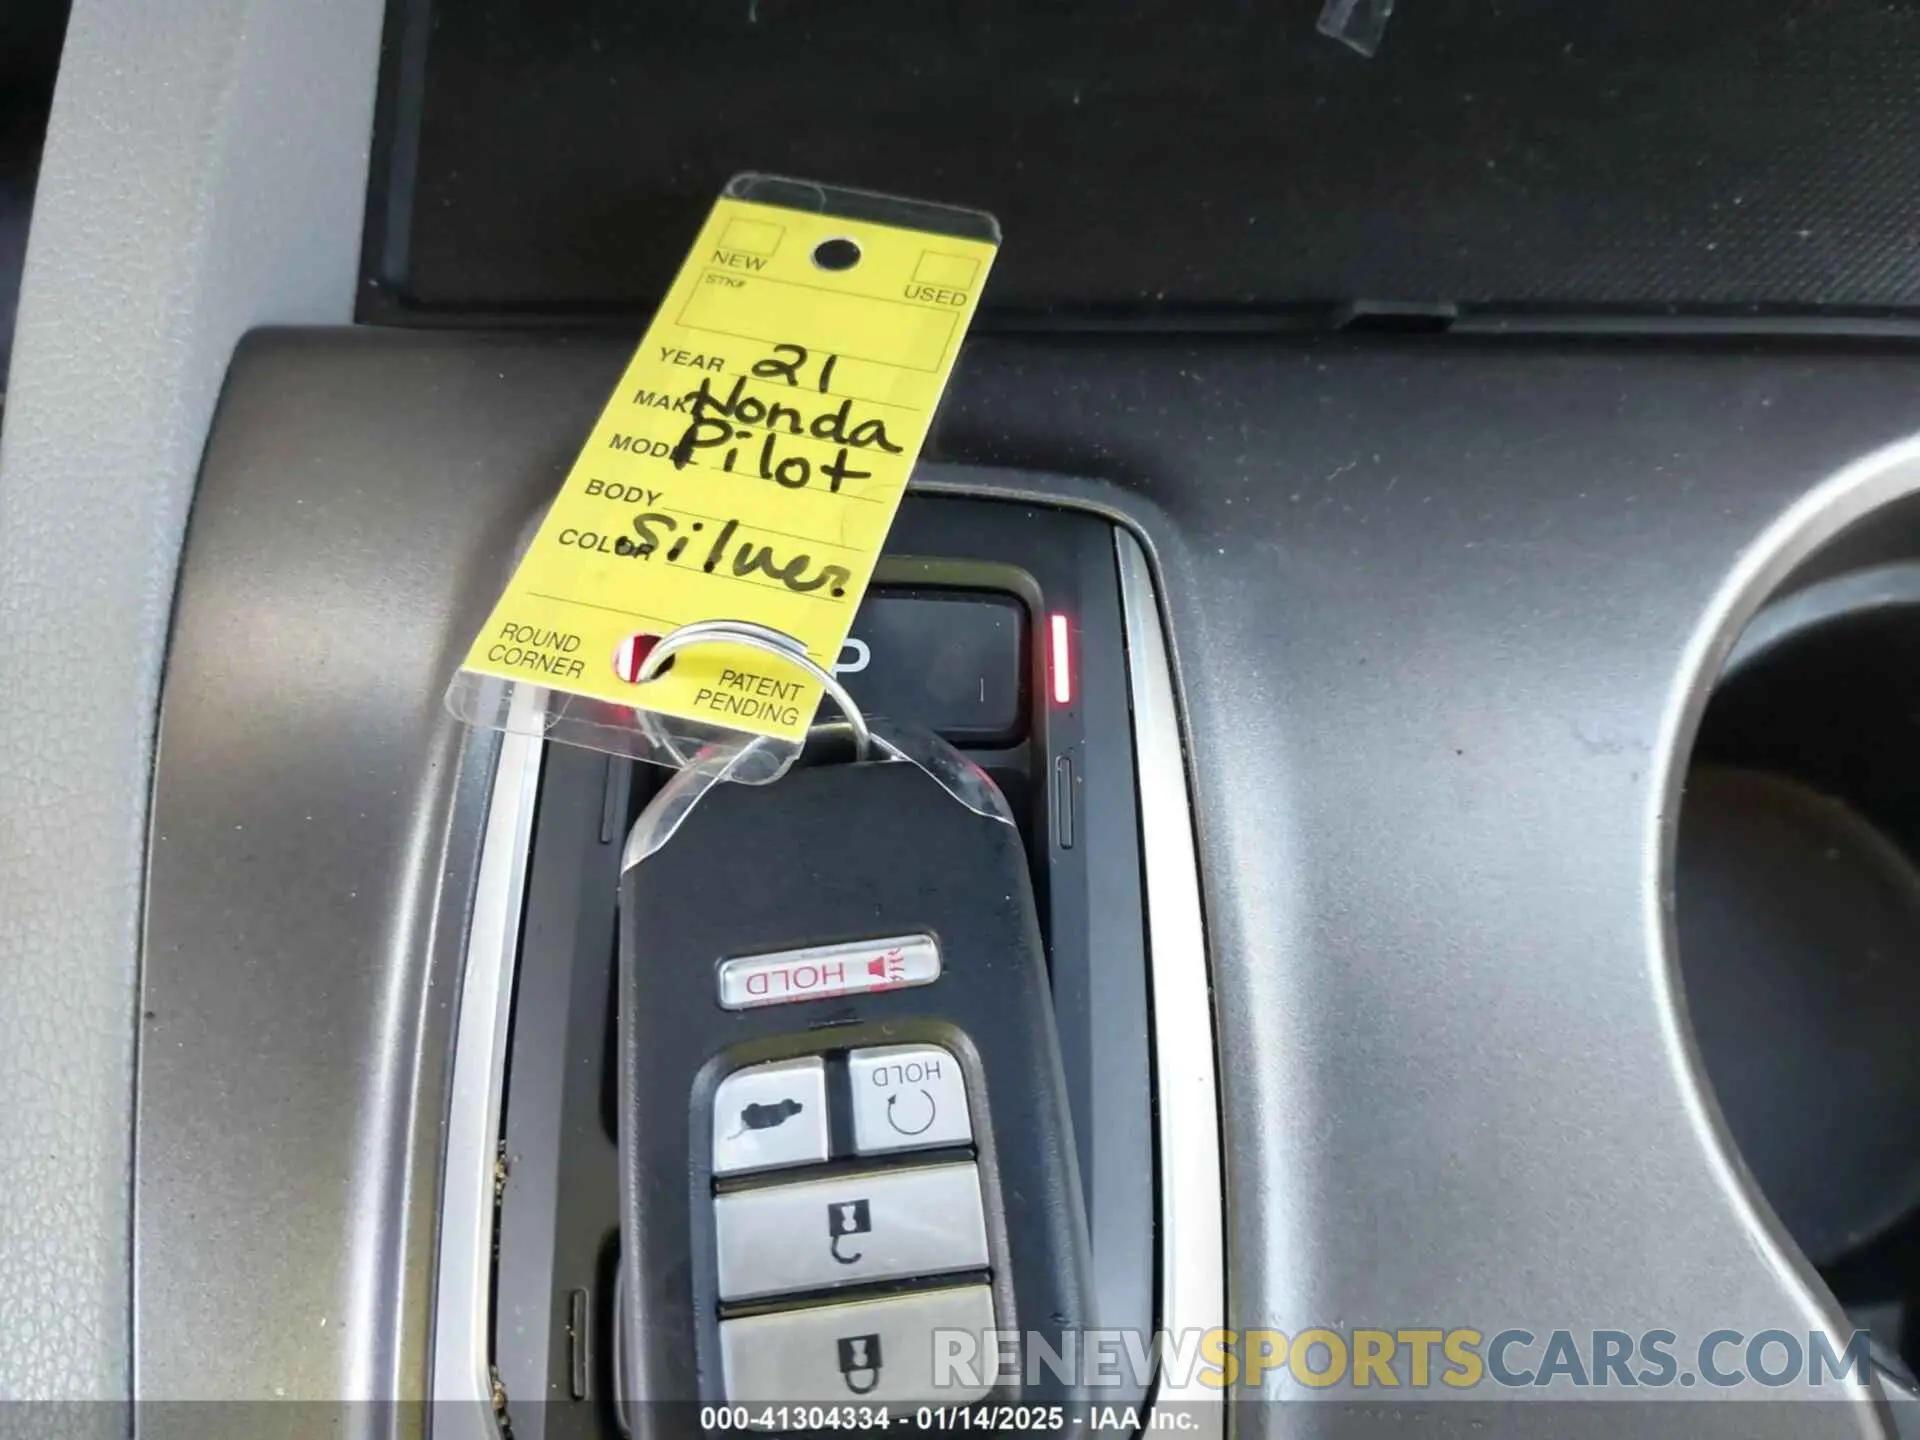 NEW
USED
STK#
YEAR 21
MAKE Honda
MODEL Pilot
BODY
COLOR Silver
ROUND
CORNER
PATENT
PENDING
P
HOLD
HOLD
RENEWSPORTSCARS.COM
000-41304334 - 01/14/2025 - IAA Inc.